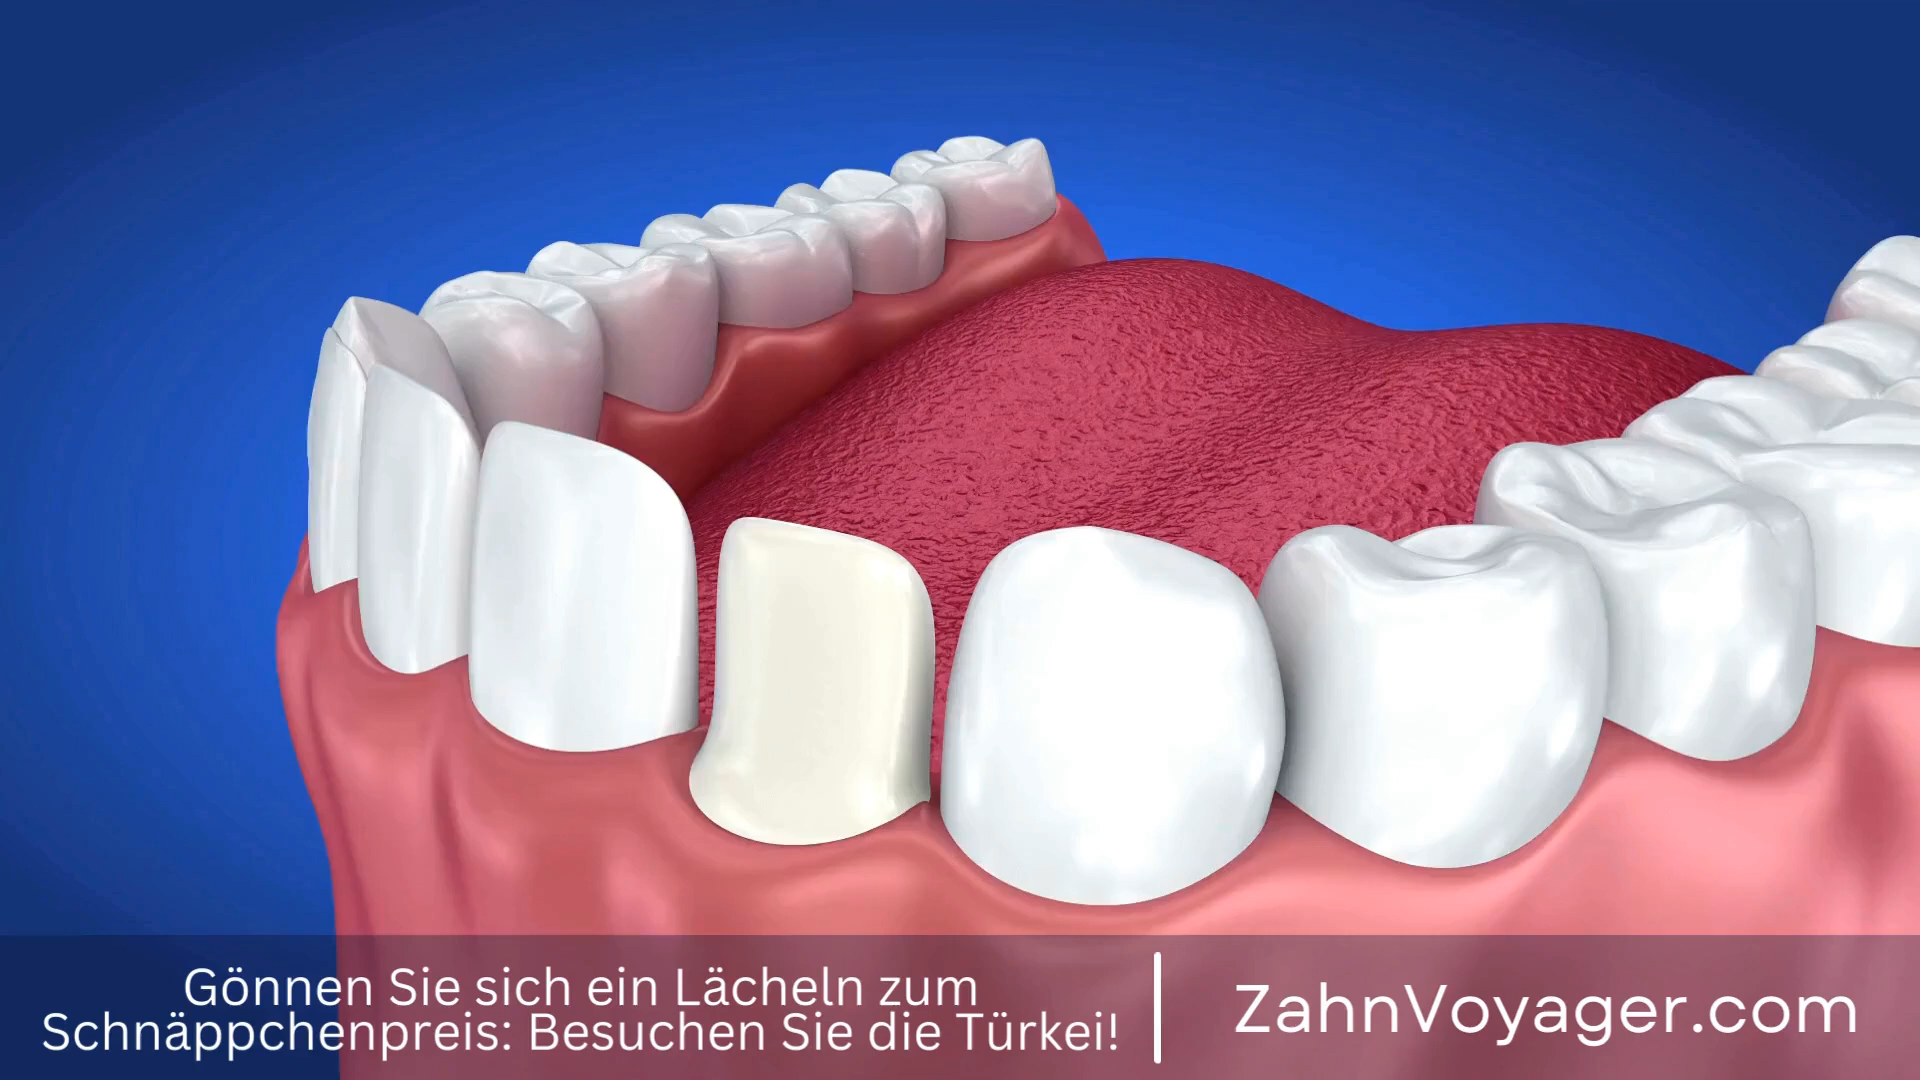 Gönnen Sie sich ein Lächeln zum
Schnäppchenpreis: Besuchen Sie die Türkei!
ZahnVoyager.com